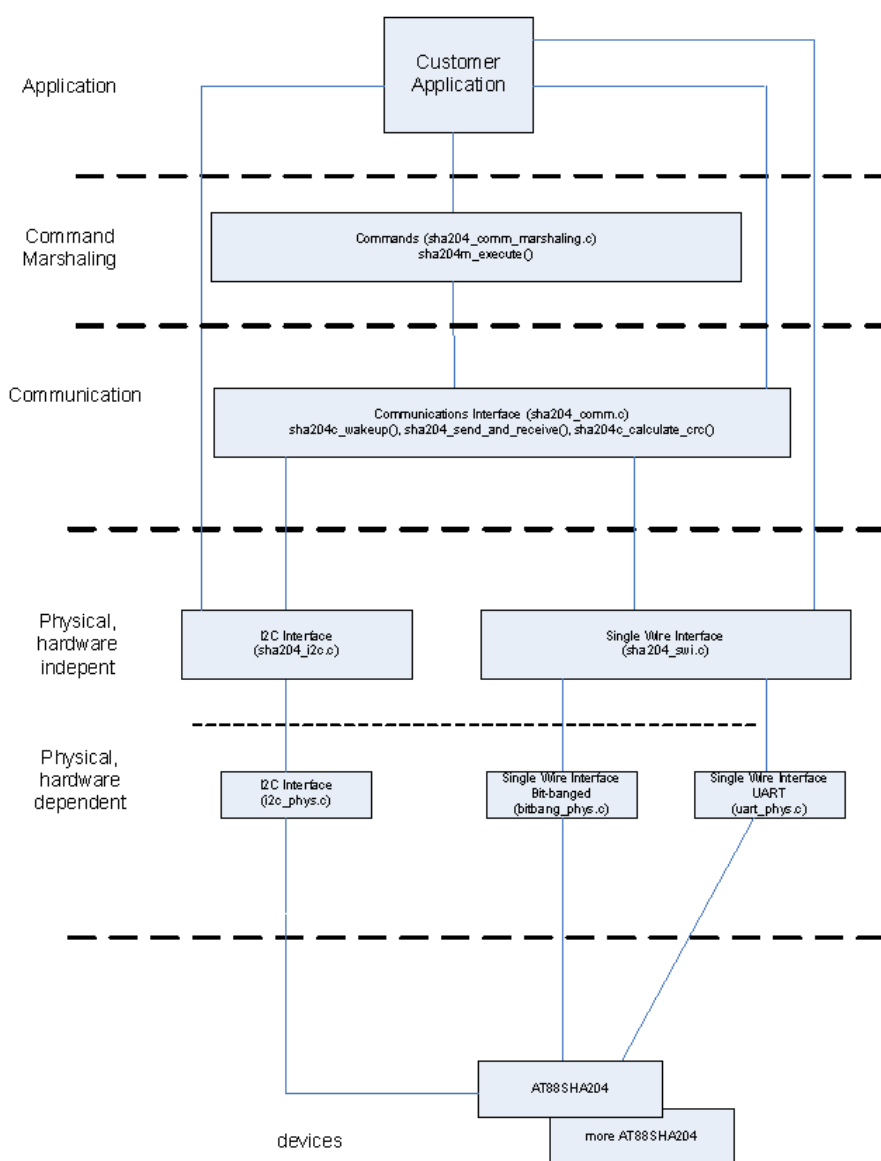 Customer
Application
Application
Command
Marshaling
Commands (sha204_comm_marshaling.c)
sha204m_execute()
Communication
Communications Interface (sha204_comm.c)
sha204c_wakeup(), sha204_send_and_receive(), sha204c_calculate_crc()
Physical,
hardware
indepent
I2C Interface
(sha204_i2c.c)
Single Wire Interface
(sha204_swi.c)
Physical,
hardware
dependent
I2C Interface
(i2c_phys.c)
Single Wire Interface
Bit-banged
(bitbang_phys.c)
Single Wire Interface
UART
(uart_phys.c)
AT88SHA204
more AT88SHA204
devices